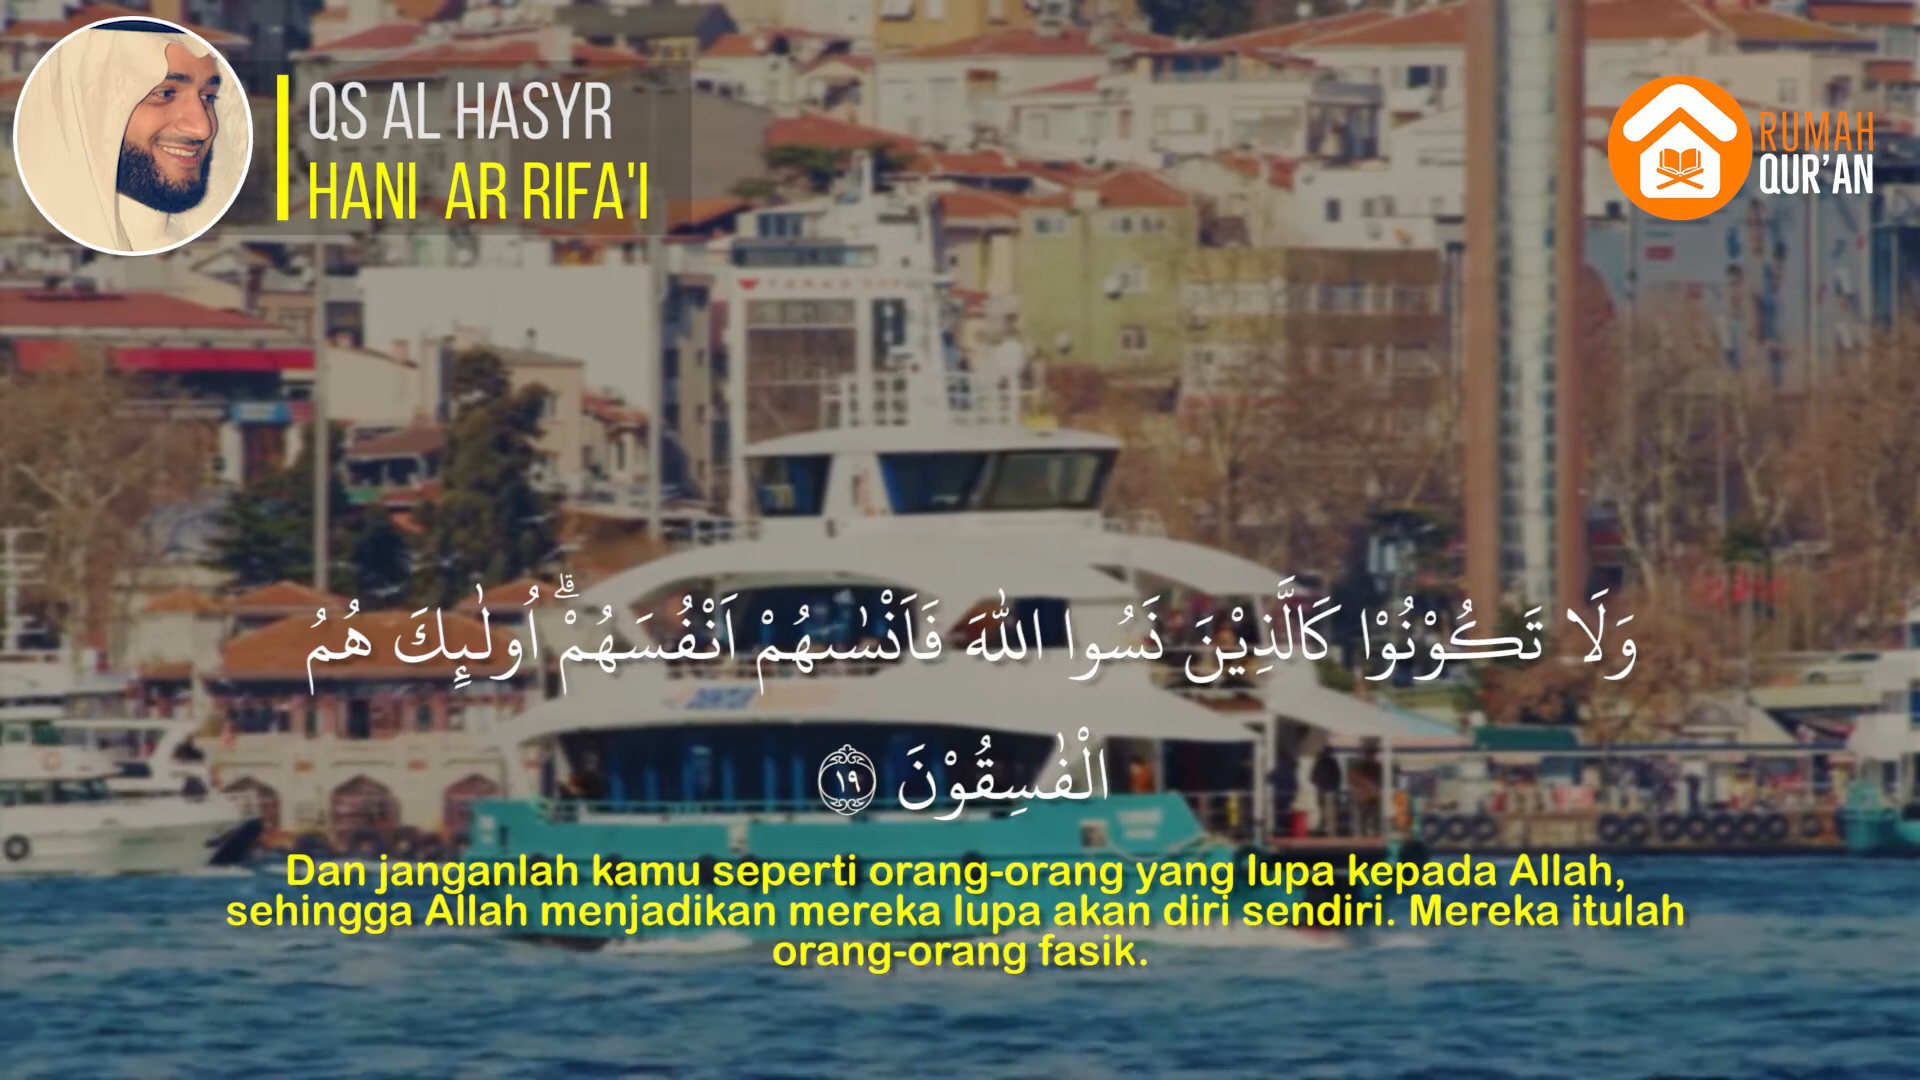 QS AL HASYR
HANI AR RIFA'I
RUMAH
QUR'AN
وَلَا تَكُوْنُوْا كَالَّذِيْنَ نَسُوا اللّٰهَ فَاَنْسٰىهُمْ اَنْفُسَهُمْۗ اُولٰۤىِٕكَ هُمُ
الْفٰسِقُوْنَ ١٩
Dan janganlah kamu seperti orang-orang yang lupa kepada Allah,
sehingga Allah menjadikan mereka lupa akan diri sendiri. Mereka itulah
orang-orang fasik.